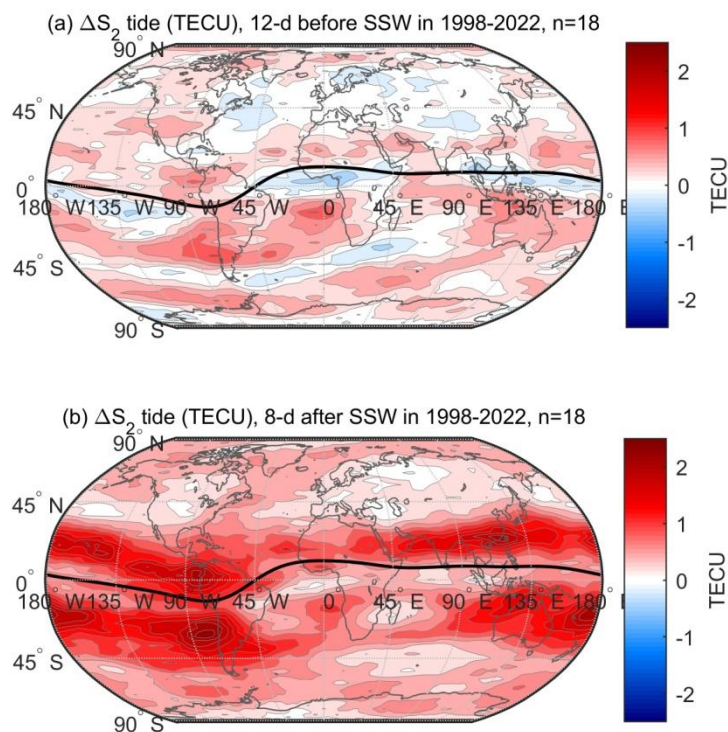 (a) ΔS₂ tide (TECU), 12-d before SSW in 1998-2022, n=18
90° N
45° N
0°
180° W 135° W 90° W 45° W 0° 45° E 90° E 135° E 180° E
45° S
90° S
2
1
0
-1
-2
TECU
(b) ΔS₂ tide (TECU), 8-d after SSW in 1998-2022, n=18
90° N
45° N
0°
180° W 135° W 90° W 45° W 0° 45° E 90° E 135° E 180° E
45° S
90° S
2
1
0
-1
-2
TECU